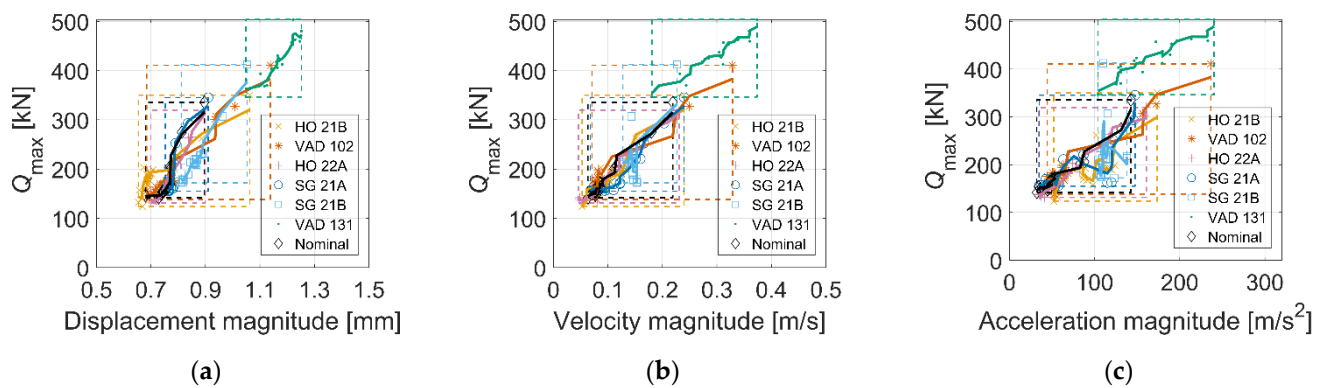 500
400
300
200
100
0
Qmax [kN]
HO 21B
VAD 102
HO 22A
SG 21A
SG 21B
VAD 131
Nominal
0.5 0.7 0.9 1.1 1.3 1.5
Displacement magnitude [mm]
(a)
500
400
300
200
100
0
Qmax [kN]
HO 21B
VAD 102
HO 22A
SG 21A
SG 21B
VAD 131
Nominal
0 0.1 0.2 0.3 0.4 0.5
Velocity magnitude [m/s]
(b)
500
400
300
200
100
0
Qmax [kN]
HO 21B
VAD 102
HO 22A
SG 21A
SG 21B
VAD 131
Nominal
0 100 200 300
Acceleration magnitude [m/s²]
(c)